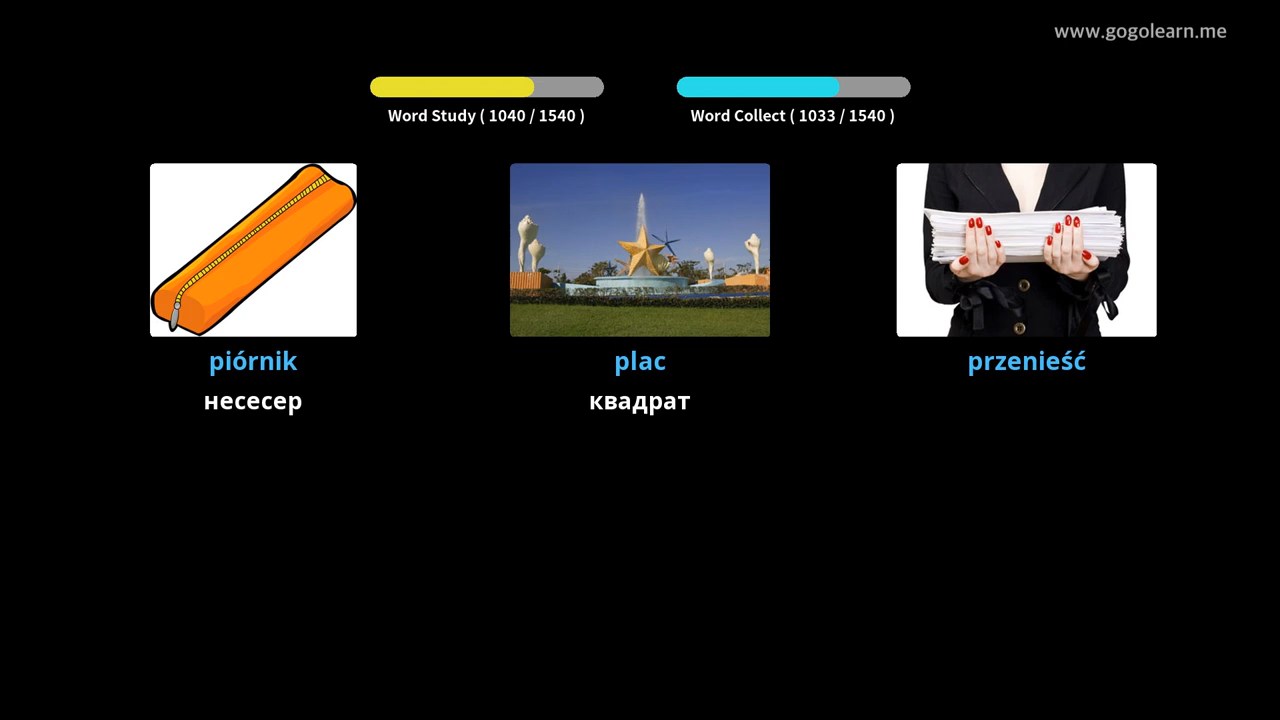 www.gogolearn.me
Word Study ( 1040 / 1540 )
Word Collect ( 1033 / 1540 )
piórnik
plac
przenieść
несесер
квадрат